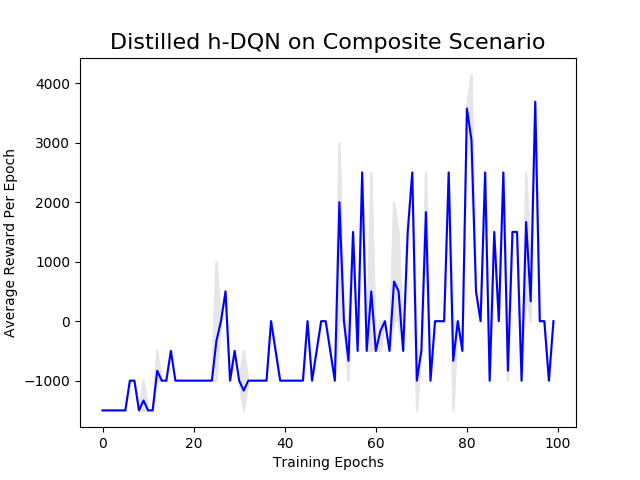 Distilled h-DQN on Composite Scenario
Average Reward Per Epoch
4000
3000
2000
1000
0
−1000
0 20 40 60 80 100
Training Epochs